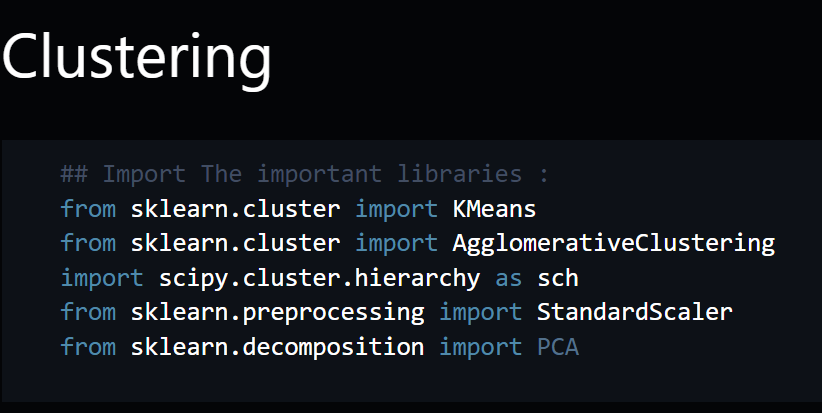 Clustering
## Import The important libraries :
from sklearn.cluster import KMeans
from sklearn.cluster import AgglomerativeClustering
import scipy.cluster.hierarchy as sch
from sklearn.preprocessing import StandardScaler
from sklearn.decomposition import PCA